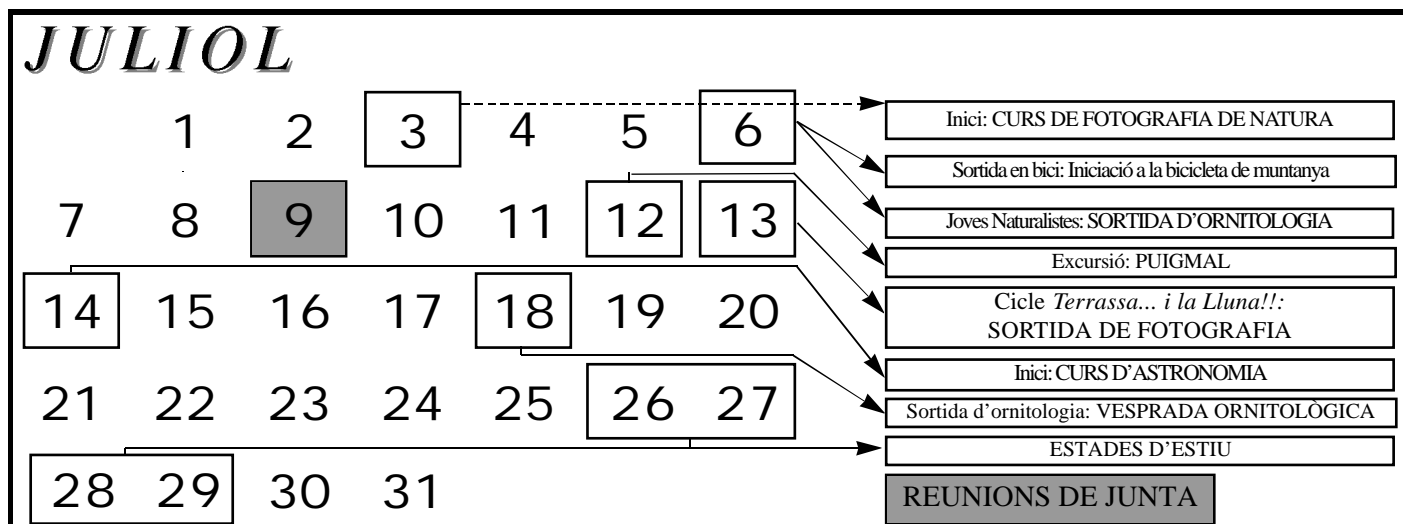 JULIOL
1 2 3 4 5 6
7 8 9 10 11 12 13
14 15 16 17 18 19 20
21 22 23 24 25 26 27
28 29 30 31
Inici: CURS DE FOTOGRAFIA DE NATURA
Sortida en bici: Iniciació a la bicicleta de muntanya
Joves Naturalistes: SORTIDA D’ORNITOLOGIA
Excursió: PUIGMAL
Cicle Terrassa... i la Lluna!!:
SORTIDA DE FOTOGRAFIA
Inici: CURS D’ASTRONOMIA
Sortida d’ornitologia: VESPRADA ORNITOLÒGICA
ESTADES D’ESTIU
REUNIONS DE JUNTA